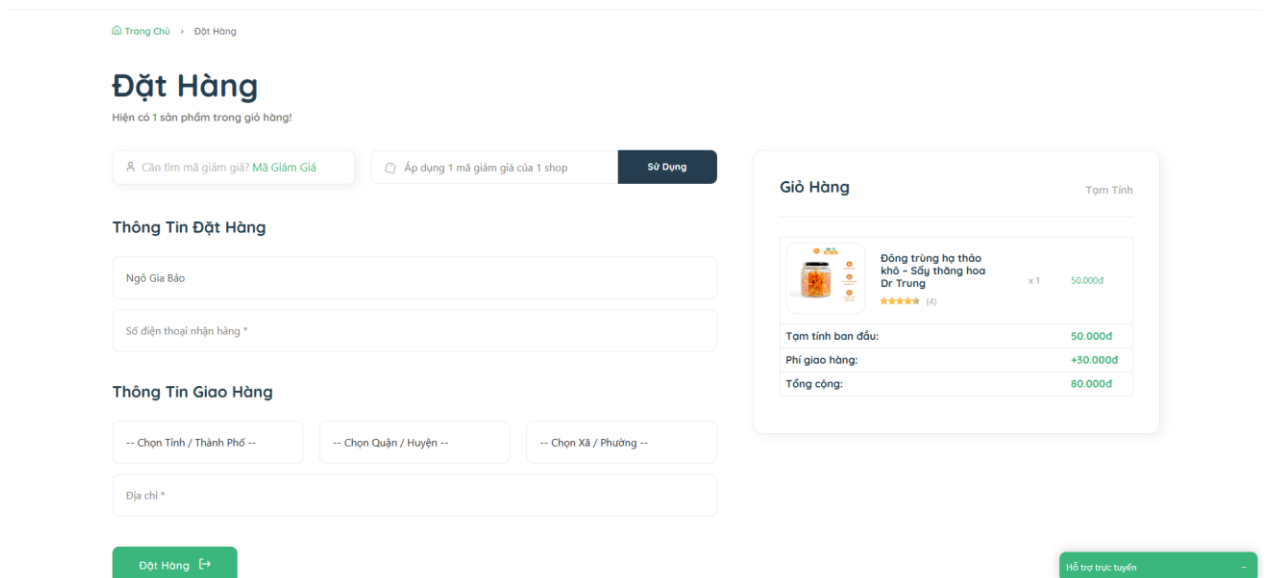 Trang Chủ › Đặt Hàng
Đặt Hàng
Hiện có 1 sản phẩm trong giỏ hàng!
Cần tìm mã giảm giá? Mã Giảm Giá
Áp dụng 1 mã giảm giá của 1 shop
Sử Dụng
Thông Tin Đặt Hàng
Ngô Gia Bảo
Số điện thoại nhận hàng *
Thông Tin Giao Hàng
-- Chọn Tỉnh / Thành Phố --
-- Chọn Quận / Huyện --
-- Chọn Xã / Phường --
Địa chỉ *
Đặt Hàng
Giỏ Hàng
Tạm Tính
Đông trùng hạ thảo
khô – Sấy thăng hoa
Dr Trung
(4)
x 1
50.000đ
Tạm tính ban đầu: 50.000đ
Phí giao hàng: +30.000đ
Tổng cộng: 80.000đ
Hỗ trợ trực tuyến –